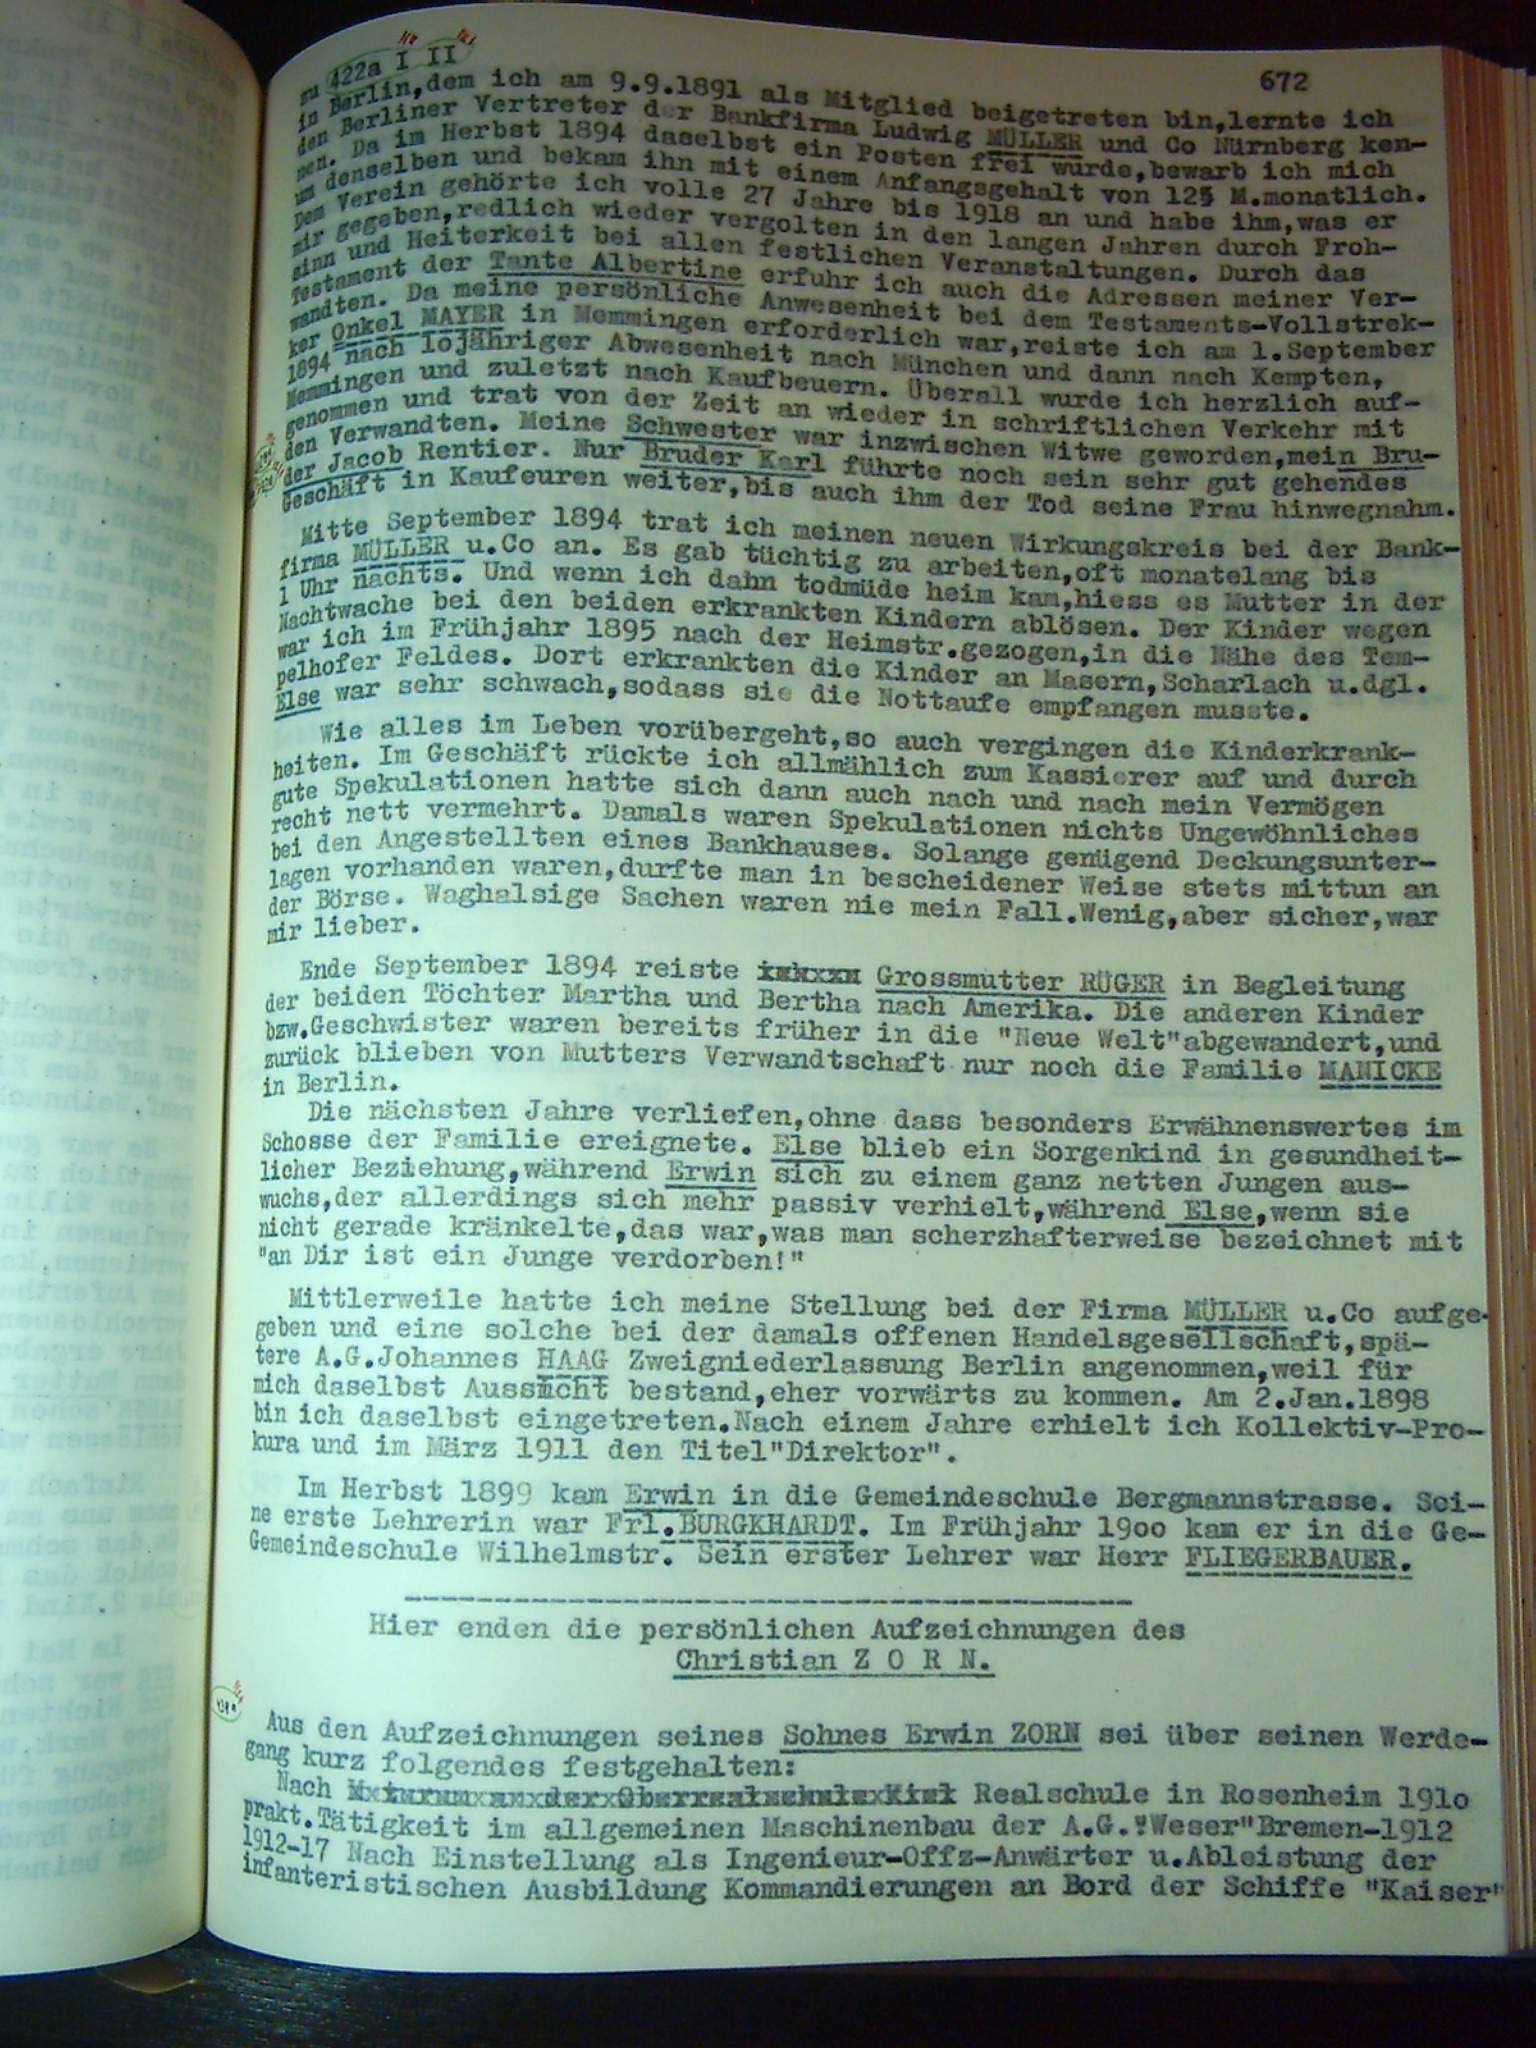 zu 422a I II
672
in Berlin,dem ich am 9.9.1891 als Mitglied beigetreten bin,lernte ich
den Berliner Vertreter der Bankfirma Ludwig MÜLLER und Co Nürnberg ken-
nen. Da im Herbst 1894 daselbst ein Posten frei wurde,bewarb ich mich
um denselben und bekam ihn mit einem Anfangsgehalt von 125 M.monatlich.
Dem Verein gehörte ich volle 27 Jahre bis 1918 an und habe ihm,was er
mir gegeben,redlich wieder vergolten in den langen Jahren durch Froh-
sinn und Heiterkeit bei allen festlichen Veranstaltungen. Durch das
Testament der Tante Albertine erfuhr ich auch die Adressen meiner Ver-
wandten. Da meine persönliche Anwesenheit bei dem Testaments-Vollstrek-
ker Onkel MAYER in Memmingen erforderlich war,reiste ich am 1.September
1894 nach 1ojähriger Abwesenheit nach München und dann nach Kempten,
Memmingen und zuletzt nach Kaufbeuern. Überall wurde ich herzlich auf-
genommen und trat von der Zeit an wieder in schriftlichen Verkehr mit
den Verwandten. Meine Schwester war inzwischen Witwe geworden,mein Bru-
der Jacob Rentier. Nur Bruder Karl führte noch sein sehr gut gehendes
Geschäft in Kaufeuren weiter,bis auch ihm der Tod seine Frau hinwegnahm.
Mitte September 1894 trat ich meinen neuen Wirkungskreis bei der Bank-
firma MÜLLER u.Co an. Es gab tüchtig zu arbeiten,oft monatelang bis
1 Uhr nachts. Und wenn ich dann todmüde heim kam,hiess es Mutter in der
Nachtwache bei den beiden erkrankten Kindern ablösen. Der Kinder wegen
war ich im Frühjahr 1895 nach der Heimstr.gezogen,in die Nähe des Tem-
pelhofer Feldes. Dort erkrankten die Kinder an Masern,Scharlach u.dgl.
Else war sehr schwach,sodass sie die Nottaufe empfangen musste.
Wie alles im Leben vorübergeht,so auch vergingen die Kinderkrank-
heiten. Im Geschäft rückte ich allmählich zum Kassierer auf und durch
gute Spekulationen hatte sich dann auch nach und nach mein Vermögen
recht nett vermehrt. Damals waren Spekulationen nichts Ungewöhnliches
bei den Angestellten eines Bankhauses. Solange genügend Deckungsunter-
lagen vorhanden waren,durfte man in bescheidener Weise stets mittun an
der Börse. Waghalsige Sachen waren nie mein Fall.Wenig,aber sicher,war
mir lieber.
Ende September 1894 reiste Grossmutter RÜGER in Begleitung
der beiden Töchter Martha und Bertha nach Amerika. Die anderen Kinder
bzw.Geschwister waren bereits früher in die "Neue Welt"abgewandert,und
zurück blieben von Mutters Verwandtschaft nur noch die Familie MANICKE
in Berlin.
Die nächsten Jahre verliefen,ohne dass besonders Erwähnenswertes im
Schosse der Familie ereignete. Else blieb ein Sorgenkind in gesundheit-
licher Beziehung,während Erwin sich zu einem ganz netten Jungen aus-
wuchs,der allerdings sich mehr passiv verhielt,während Else,wenn sie
nicht gerade kränkelte,das war,was man scherzhafterweise bezeichnet mit
"an Dir ist ein Junge verdorben!"
Mittlerweile hatte ich meine Stellung bei der Firma MÜLLER u.Co aufge-
geben und eine solche bei der damals offenen Handelsgesellschaft,spä-
tere A.G.Johannes HAAG Zweigniederlassung Berlin angenommen,weil für
mich daselbst Aussicht bestand,eher vorwärts zu kommen. Am 2.Jan.1898
bin ich daselbst eingetreten.Nach einem Jahre erhielt ich Kollektiv-Pro-
kura und im März 1911 den Titel"Direktor".
Im Herbst 1899 kam Erwin in die Gemeindeschule Bergmannstrasse. Sei-
ne erste Lehrerin war Frl.BURGKHARDT. Im Frühjahr 19oo kam er in die Ge-
Gemeindeschule Wilhelmstr. Sein erster Lehrer war Herr FLIEGERBAUER.
Hier enden die persönlichen Aufzeichnungen des
Christian Z O R N.
Aus den Aufzeichnungen seines Sohnes Erwin ZORN sei über seinen Werde-
gang kurz folgendes festgehalten:
Nach Realschule in Rosenheim 191o
prakt.Tätigkeit im allgemeinen Maschinenbau der A.G."Weser"Bremen-1912
1912-17 Nach Einstellung als Ingenieur-Offz-Anwärter u.Ableistung der
infanteristischen Ausbildung Kommandierungen an Bord der Schiffe "Kaiser"